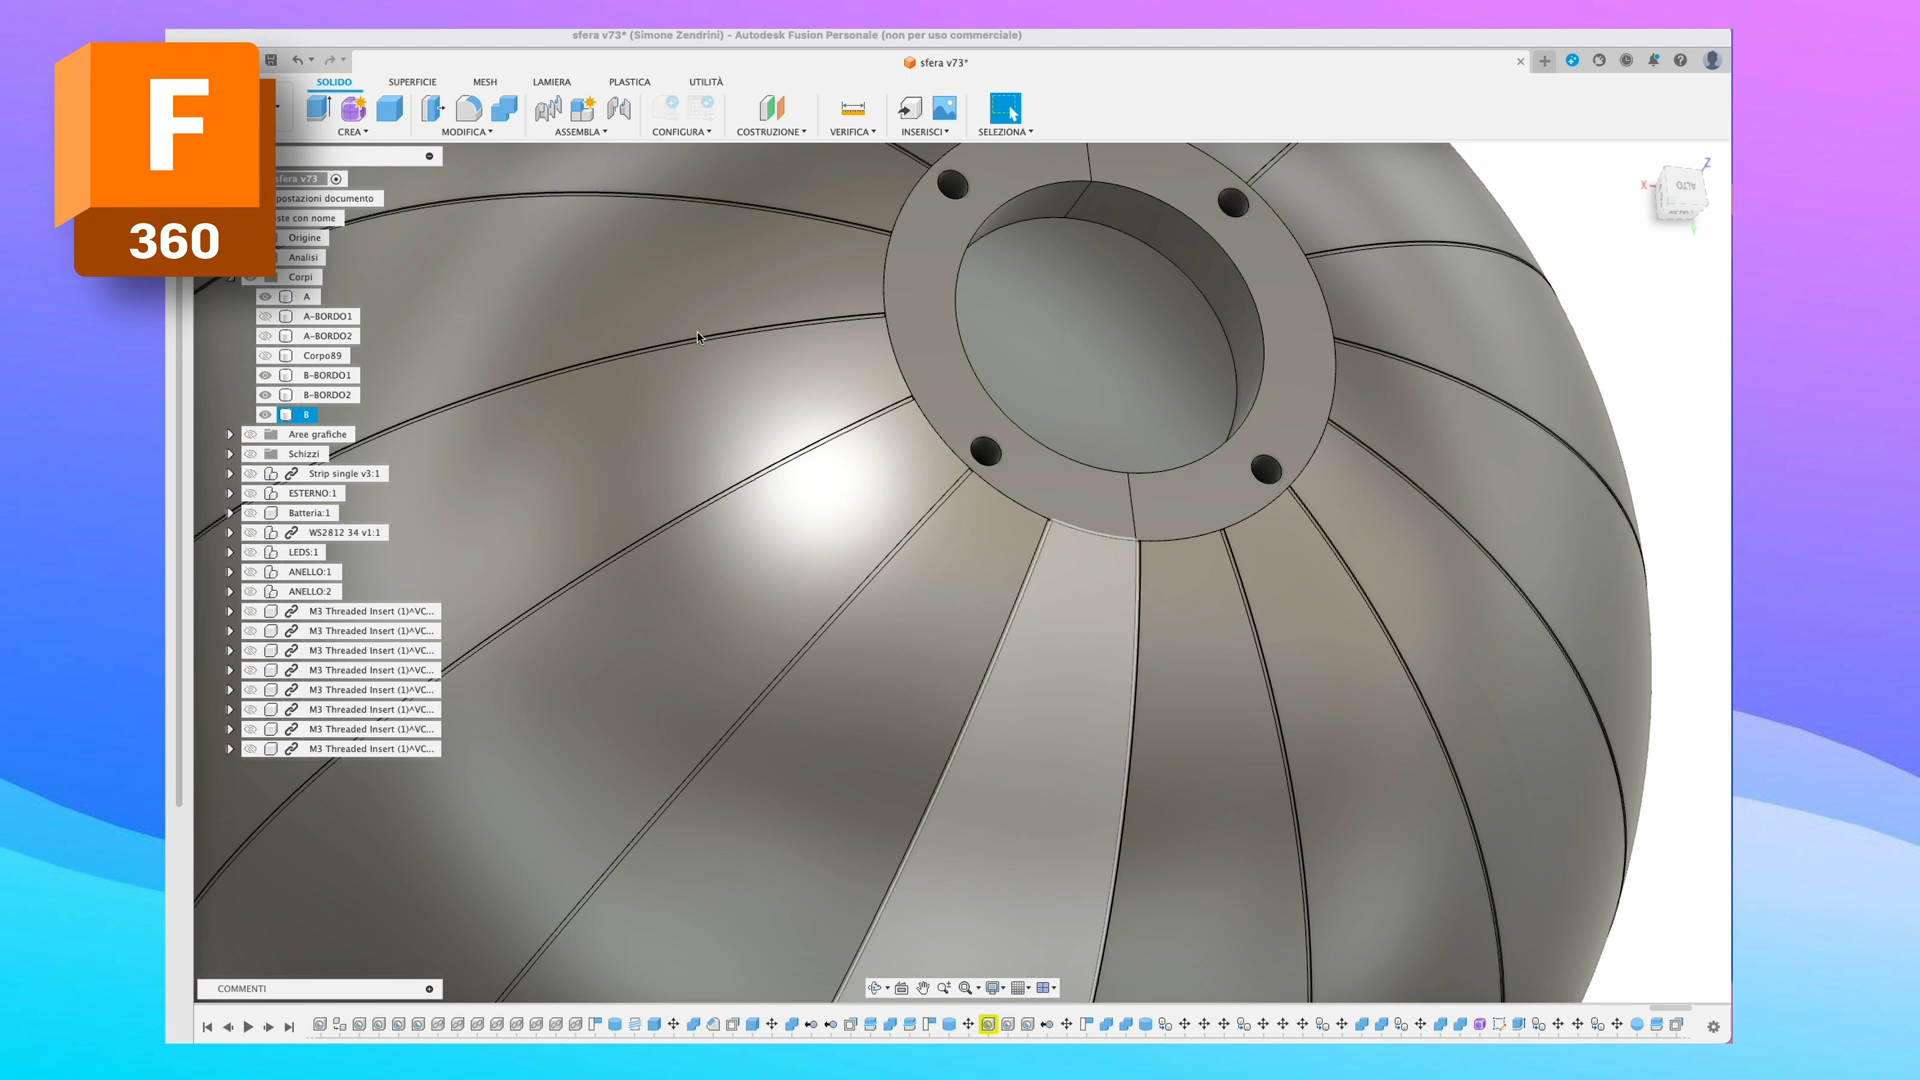 sfera v73* (Simone Zendrini) - Autodesk Fusion Personale (non per uso commerciale)
sfera v73*
SOLIDO SUPERFICIE MESH LAMIERA PLASTICA UTILITÀ
CREA MODIFICA ASSEMBLA CONFIGURA COSTRUZIONE VERIFICA INSERISCI SELEZIONA
F
360
sfera v73
postazioni documento
ste con nome
Origine
Analisi
Corpi
A
A-BORDO1
A-BORDO2
Corpo89
B-BORDO1
B-BORDO2
B
Aree grafiche
Schizzi
Strip single v3:1
ESTERNO:1
Batteria:1
WS2812 34 v1:1
LEDS:1
ANELLO:1
ANELLO:2
M3 Threaded Insert (1)^VC...
M3 Threaded Insert (1)^VC...
M3 Threaded Insert (1)^VC...
M3 Threaded Insert (1)^VC...
M3 Threaded Insert (1)^VC...
M3 Threaded Insert (1)^VC...
M3 Threaded Insert (1)^VC...
M3 Threaded Insert (1)^VC...
Z
X
ALTO
Y
COMMENTI